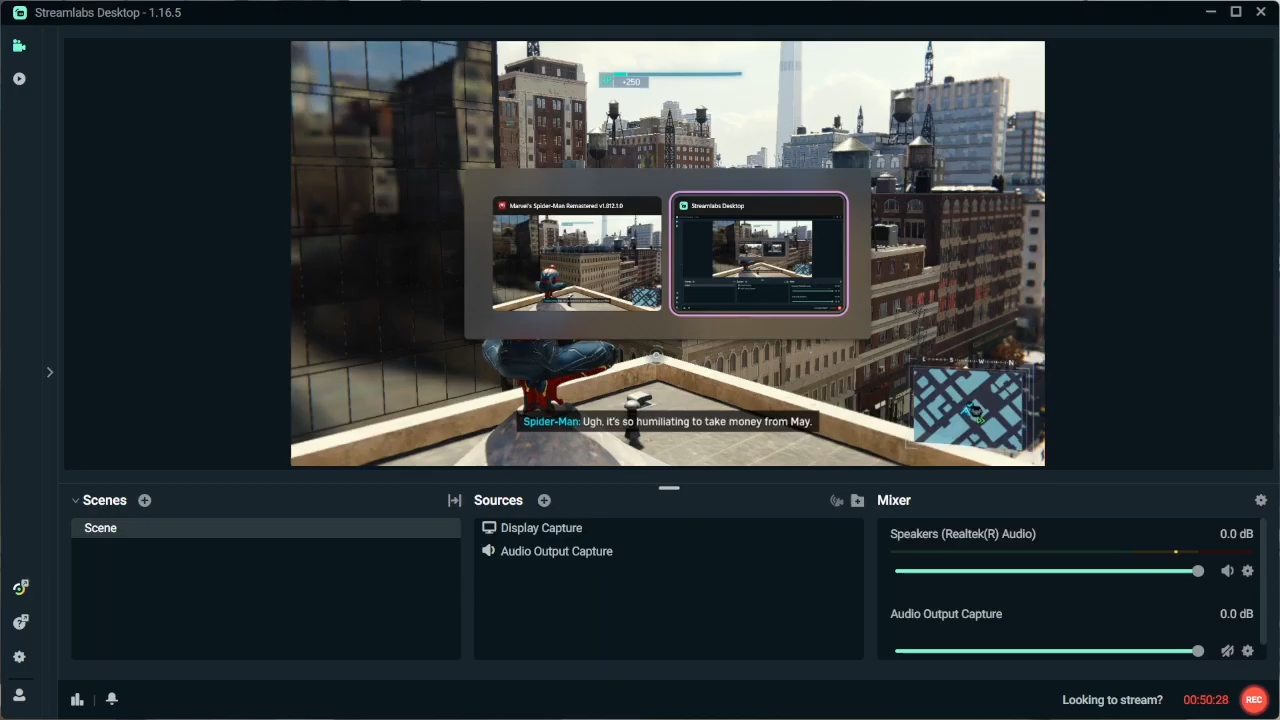 Streamlabs Desktop - 1.16.5
+250
Marvel's Spider-Man Remastered v1.812.1.0
Streamlabs Desktop
S W N
Spider-Man: Ugh, it's so humiliating to take money from May.
Scenes
Sources
Mixer
Scene
Display Capture
Audio Output Capture
Speakers (Realtek(R) Audio) 0.0 dB
Audio Output Capture 0.0 dB
Looking to stream? 00:50:28 REC